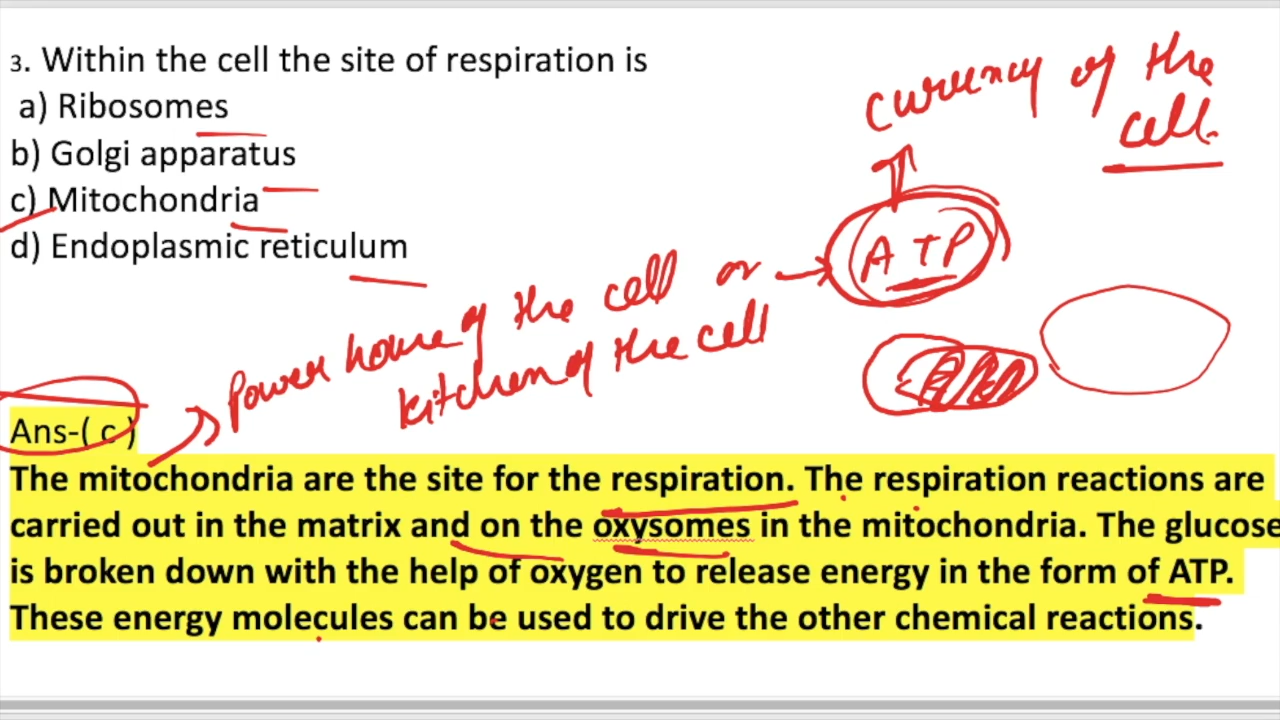 3. Within the cell the site of respiration is
a) Ribosomes
b) Golgi apparatus
c) Mitochondria
d) Endoplasmic reticulum
currency of the
cell.
ATP
Power house of the cell or
kitchen of the cell
Ans-( c )
The mitochondria are the site for the respiration. The respiration reactions are
carried out in the matrix and on the oxysomes in the mitochondria. The glucose
is broken down with the help of oxygen to release energy in the form of ATP.
These energy molecules can be used to drive the other chemical reactions.